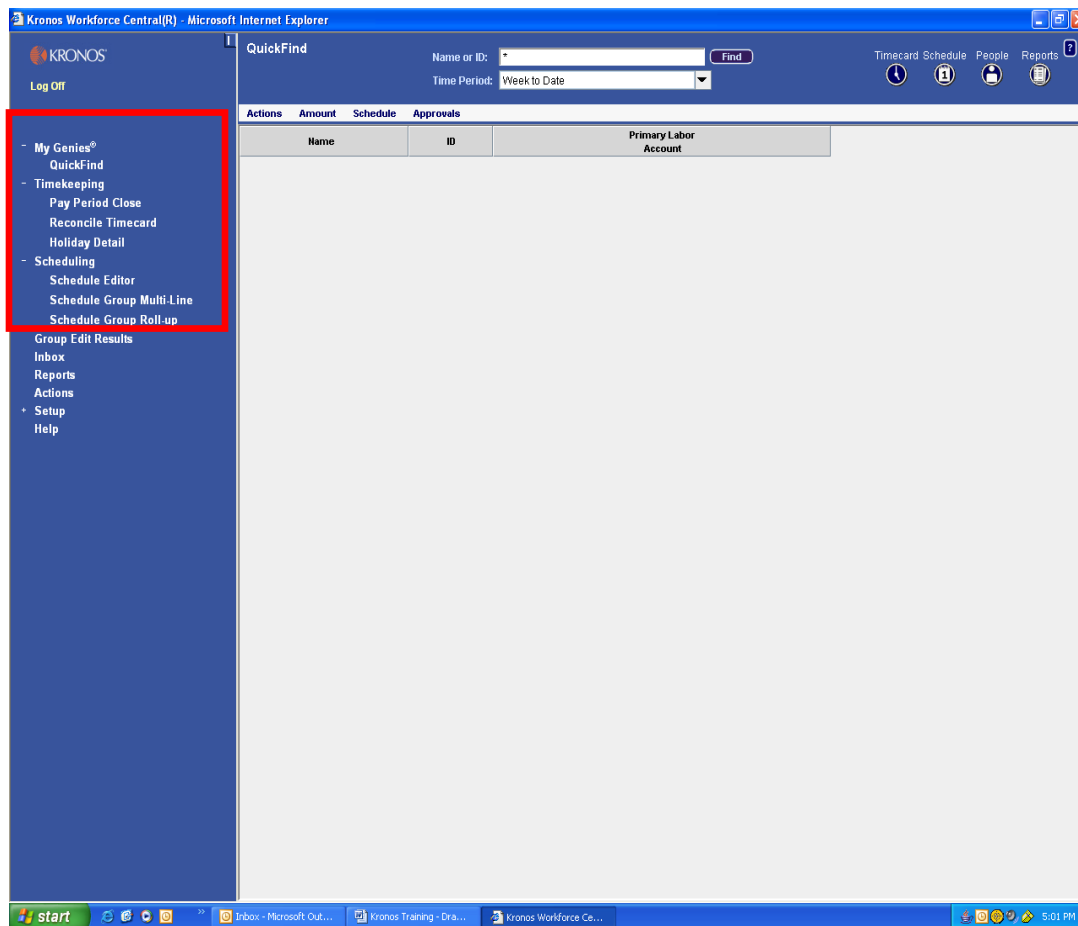 Kronos Workforce Central(R) - Microsoft Internet Explorer
KRONOS®
Log Off
QuickFind
Name or ID: *
Find
Time Period: Week to Date
Timecard Schedule People Reports ?
1
Actions Amount Schedule Approvals
Name ID Primary Labor
Account
- My Genies®
QuickFind
- Timekeeping
Pay Period Close
Reconcile Timecard
Holiday Detail
- Scheduling
Schedule Editor
Schedule Group Multi-Line
Schedule Group Roll-up
Group Edit Results
Inbox
Reports
Actions
+ Setup
Help
start » Inbox - Microsoft Out... Kronos Training - Dra... Kronos Workforce Ce... 5:01 PM